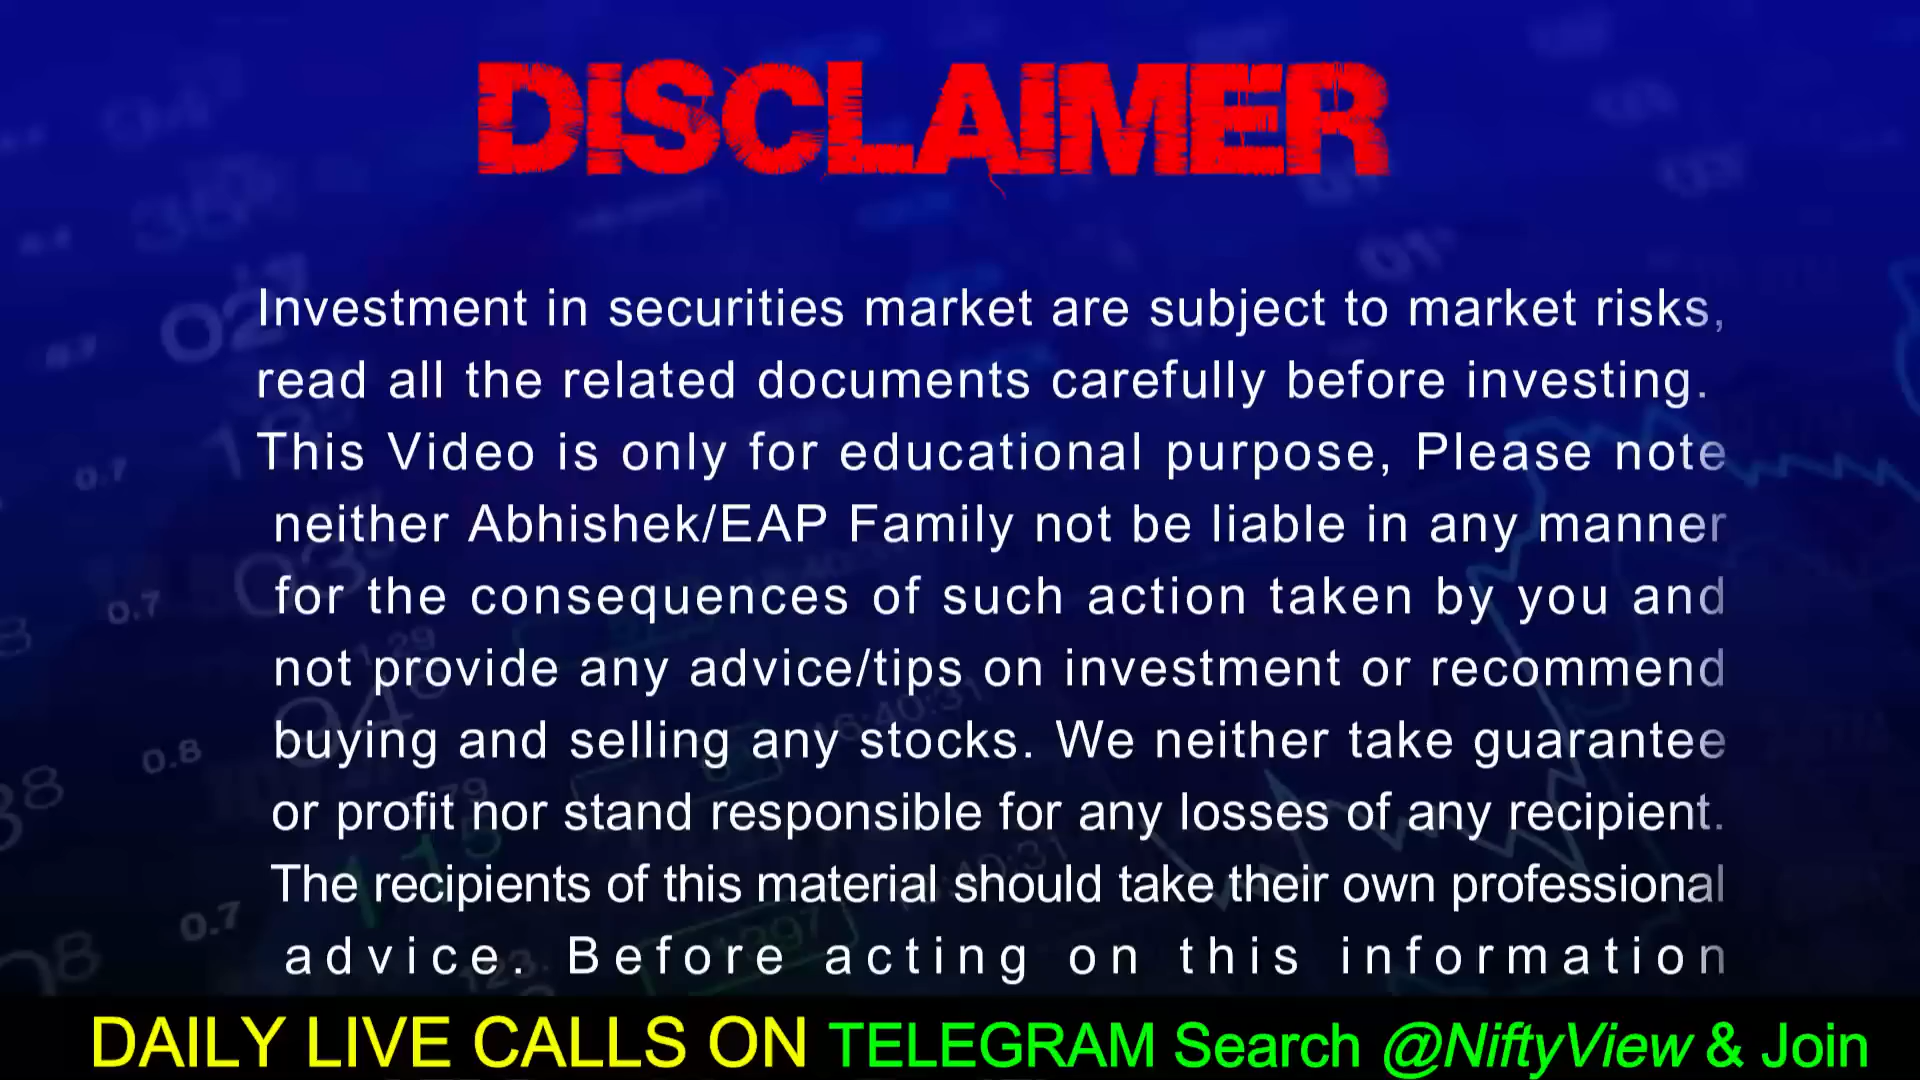 DISCLAIMER
Investment in securities market are subject to market risks,
read all the related documents carefully before investing.
This Video is only for educational purpose, Please note
neither Abhishek/EAP Family not be liable in any manner
for the consequences of such action taken by you and
not provide any advice/tips on investment or recommend
buying and selling any stocks. We neither take guarantee
or profit nor stand responsible for any losses of any recipient.
The recipients of this material should take their own professional
advice. Before acting on this information
DAILY LIVE CALLS ON TELEGRAM Search @NiftyView & Join